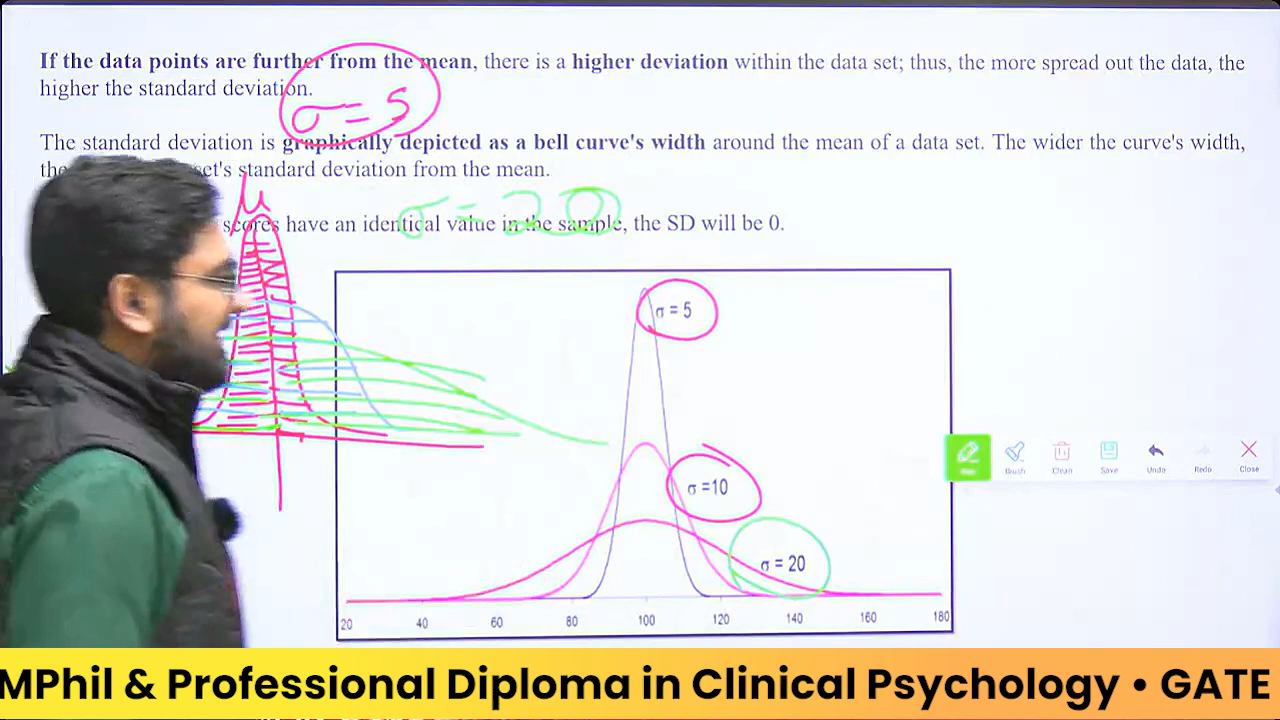 If the data points are further from the mean, there is a higher deviation within the data set; thus, the more spread out the data, the
higher the standard deviation.
σ = 5
The standard deviation is graphically depicted as a bell curve's width around the mean of a data set. The wider the curve's width,
the set's standard deviation from the mean.
μ
σ = 20
scores have an identical value in the sample, the SD will be 0.
σ = 5
σ =10
σ = 20
20 40 60 80 100 120 140 160 180
Brush Clean Save Undo Redo Close
MPhil & Professional Diploma in Clinical Psychology • GATE